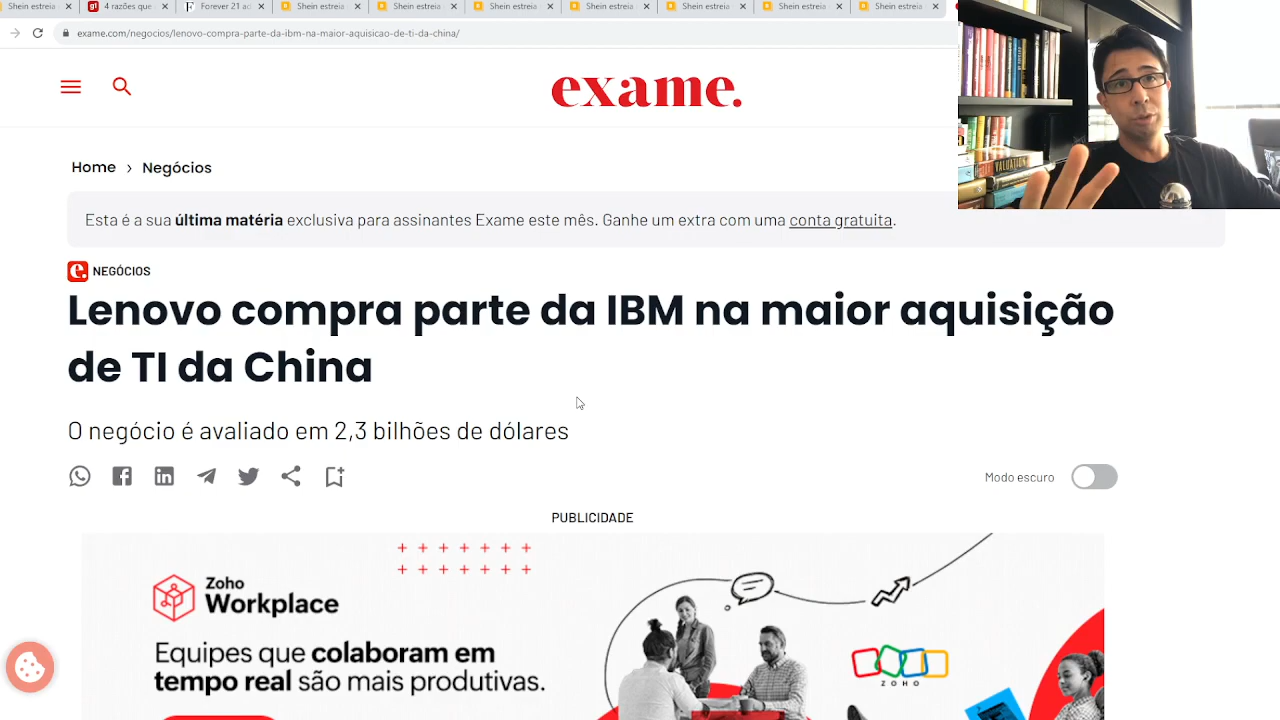 Shein estreia
4 razões que
Forever 21 ac
Shein estreia
Shein estreia
Shein estreia
Shein estreia
Shein estreia
Shein estreia
Shein estreia
exame.com/negocios/lenovo-compra-parte-da-ibm-na-maior-aquisicao-de-ti-da-china/
exame.
Home › Negócios
VALUATION
Esta é a sua última matéria exclusiva para assinantes Exame este mês. Ganhe um extra com uma conta gratuita.
e. NEGÓCIOS
Lenovo compra parte da IBM na maior aquisição
de TI da China
O negócio é avaliado em 2,3 bilhões de dólares
Modo escuro
PUBLICIDADE
Zoho
Workplace
Equipes que colaboram em
tempo real são mais produtivas.
ZOHO